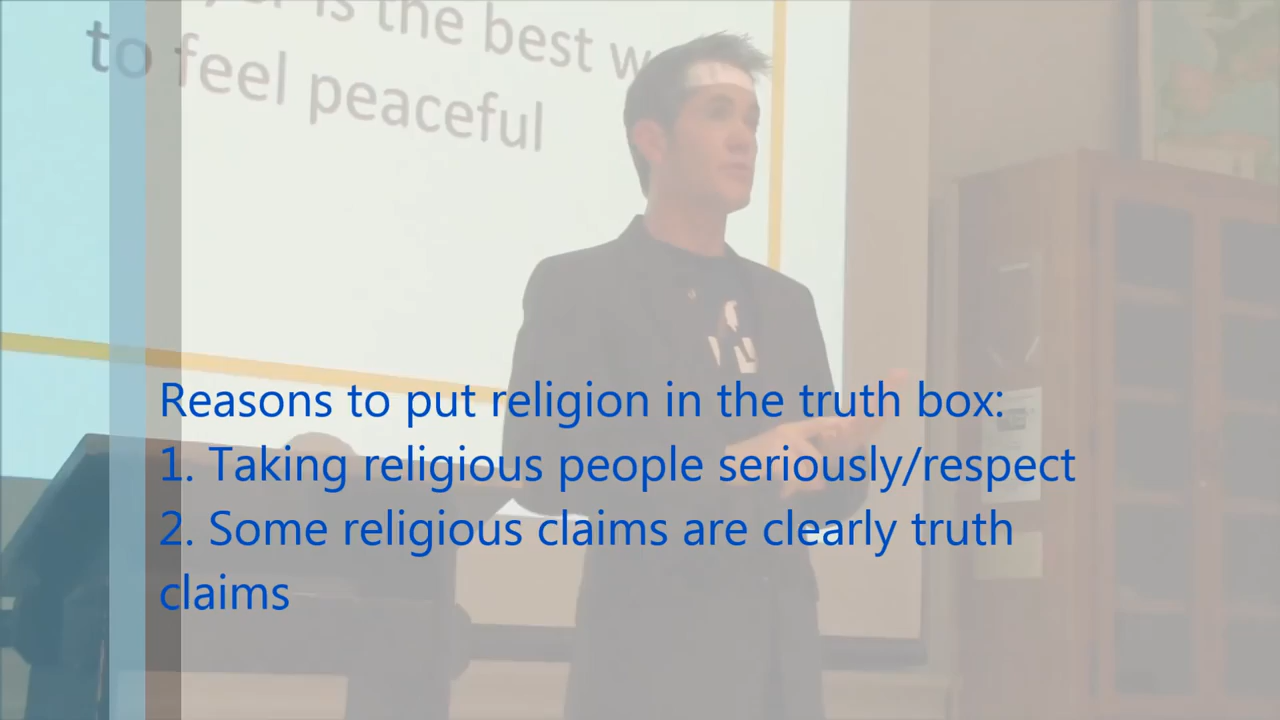 is the best
to feel peaceful
Reasons to put religion in the truth box:
1. Taking religious people seriously/respect
2. Some religious claims are clearly truth
claims